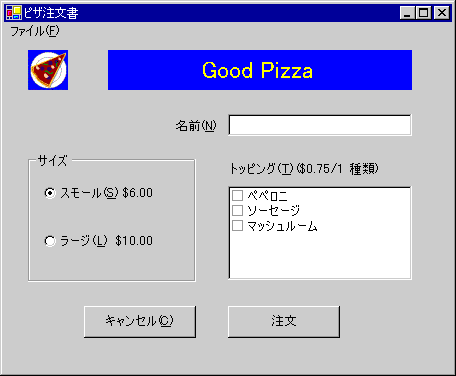 ピザ注文書
ファイル(F)
Good Pizza
名前(N)
サイズ
スモール(S) $6.00
ラージ(L) $10.00
トッピング(T) ($0.75/1 種類)
ペペロニ
ソーセージ
マッシュルーム
キャンセル(C)
注文